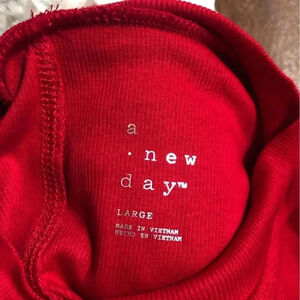 a
· new
day™
LARGE
MADE IN VIETNAM
HECHO EN VIETNAM